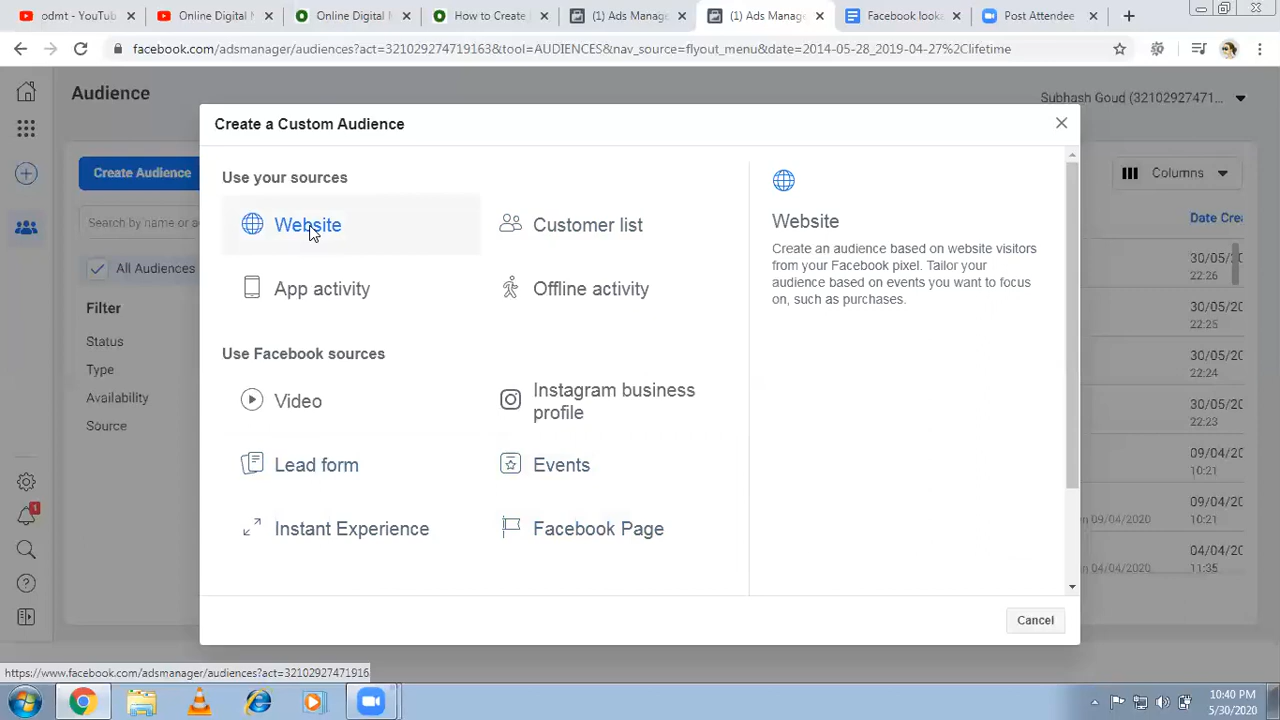 odmt - YouTub
Online Digital M
Online Digital M
How to Create
(1) Ads Manag
(1) Ads Manage
Facebook looka
Post Attendee
facebook.com/adsmanager/audiences?act=321029274719163&tool=AUDIENCES&nav_source=flyout_menu&date=2014-05-28_2019-04-27%2Clifetime
Audience
Subhash Goud (32102927471...
Create a Custom Audience
Create Audience
Columns
Use your sources
Website
Customer list
Website
Create an audience based on website visitors
from your Facebook pixel. Tailor your
audience based on events you want to focus
on, such as purchases.
Search by name or a
Date Crea
All Audiences
App activity
Offline activity
30/05/20
22:26
Filter
30/05/20
22:25
Status
Use Facebook sources
30/05/20
22:24
Type
Availability
Video
Instagram business
profile
30/05/20
22:23
Source
Lead form
Events
09/04/20
10:21
1
Instant Experience
Facebook Page
09/04/20
on 09/04/2020
10:21
04/04/20
on 04/04/2020
11:35
Cancel
https://www.facebook.com/adsmanager/audiences?act=32102927471916
10:40 PM
5/30/2020